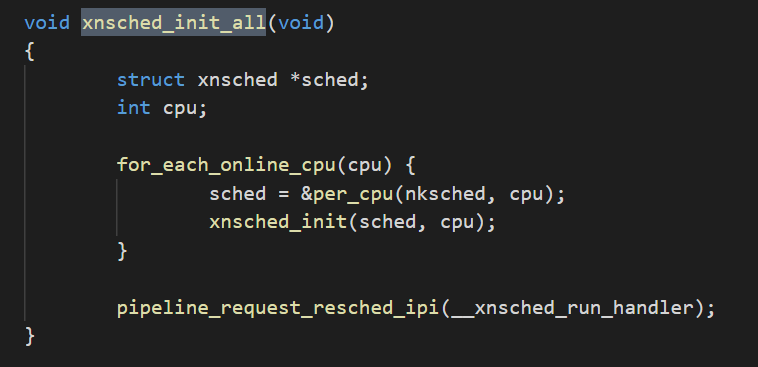 void xnsched_init_all(void)
{
        struct xnsched *sched;
        int cpu;

        for_each_online_cpu(cpu) {
                sched = &per_cpu(nksched, cpu);
                xnsched_init(sched, cpu);
        }

        pipeline_request_resched_ipi(__xnsched_run_handler);
}